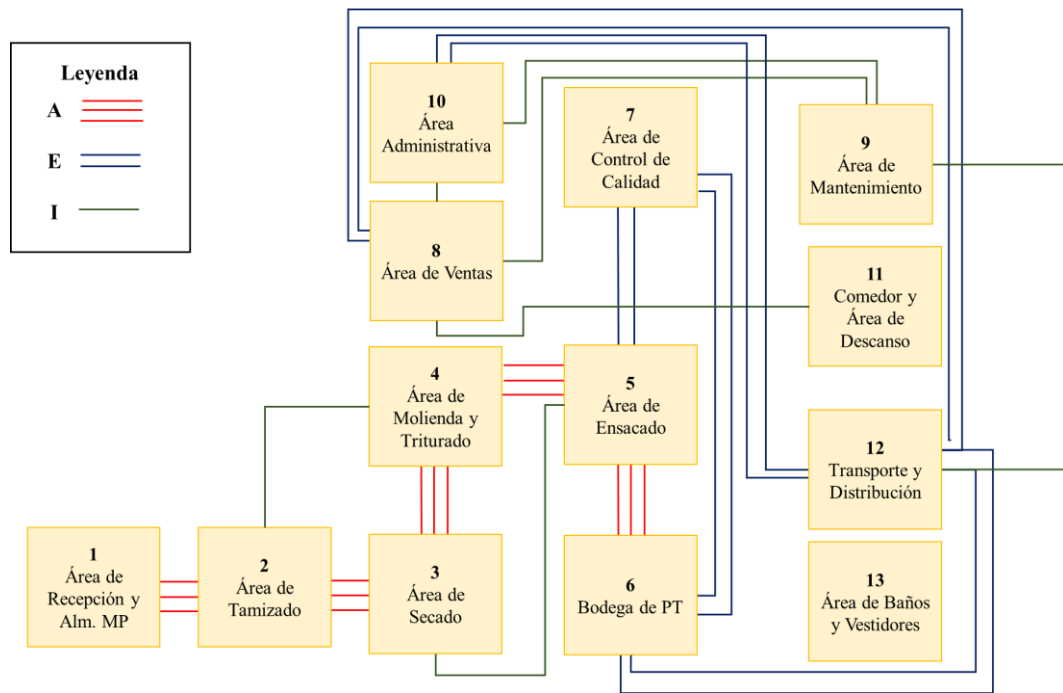 Leyenda
A
E
I
10
Área
Administrativa
7
Área de
Control de
Calidad
9
Área de
Mantenimiento
8
Área de Ventas
11
Comedor y
Área de
Descanso
4
Área de
Molienda y
Triturado
5
Área de
Ensacado
12
Transporte y
Distribución
1
Área de
Recepción y
Alm. MP
2
Área de
Tamizado
3
Área de
Secado
6
Bodega de PT
13
Área de Baños
y Vestidores